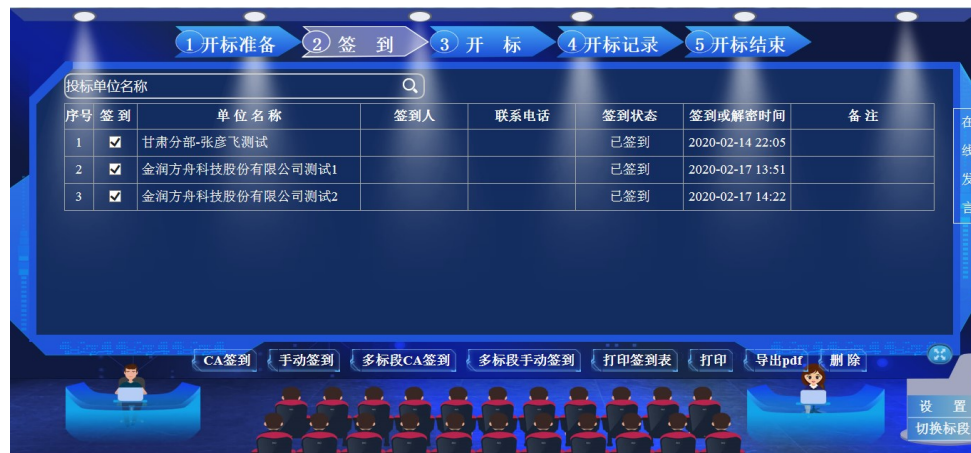 1 开标准备 2 签 到 3 开 标 4 开标记录 5 开标结束
投标单位名称
序号 签到 单位名称 签到人 联系电话 签到状态 签到或解密时间 备注
1 甘肃分部-张彦飞测试 已签到 2020-02-14 22:05
2 金润方舟科技股份有限公司测试1 已签到 2020-02-17 13:51
3 金润方舟科技股份有限公司测试2 已签到 2020-02-17 14:22
在
线
发
言
CA签到 手动签到 多标段CA签到 多标段手动签到 打印签到表 打印 导出pdf 删除
设 置
切换标段